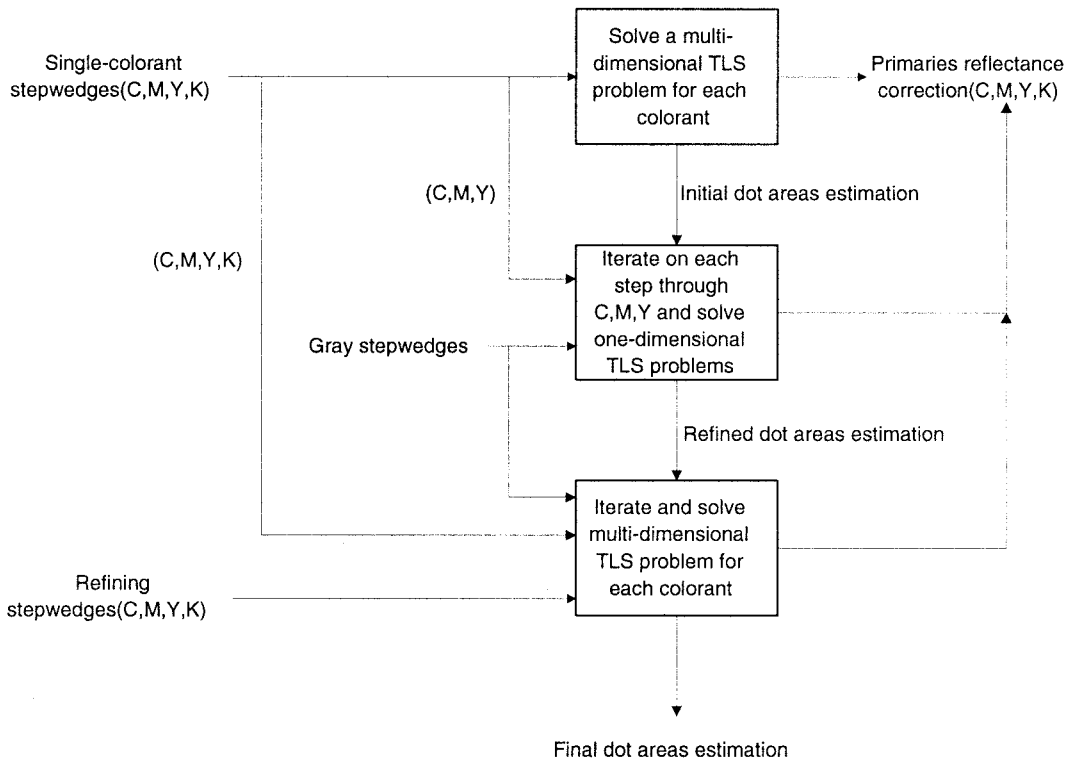 Single-colorant
stepwedges(C,M,Y,K)
Solve a multi-
dimensional TLS
problem for each
colorant
Primaries reflectance
correction(C,M,Y,K)
(C,M,Y)
Initial dot areas estimation
(C,M,Y,K)
Iterate on each
step through
C,M,Y and solve
one-dimensional
TLS problems
Gray stepwedges
Refined dot areas estimation
Iterate and solve
multi-dimensional
TLS problem for
each colorant
Refining
stepwedges(C,M,Y,K)
Final dot areas estimation